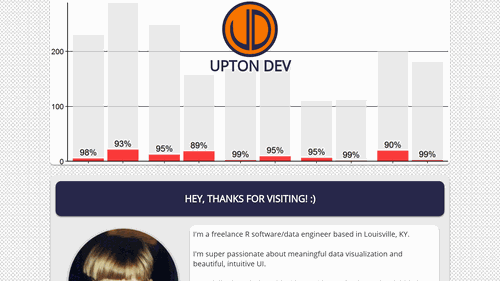 UD
UPTON DEV
200
100
0
98%
93%
95%
89%
99%
95%
95%
99%
90%
99%
HEY, THANKS FOR VISITING! :)
I'm a freelance R software/data engineer based in Louisville, KY.
I'm super passionate about meaningful data visualization and
beautiful, intuitive UI.